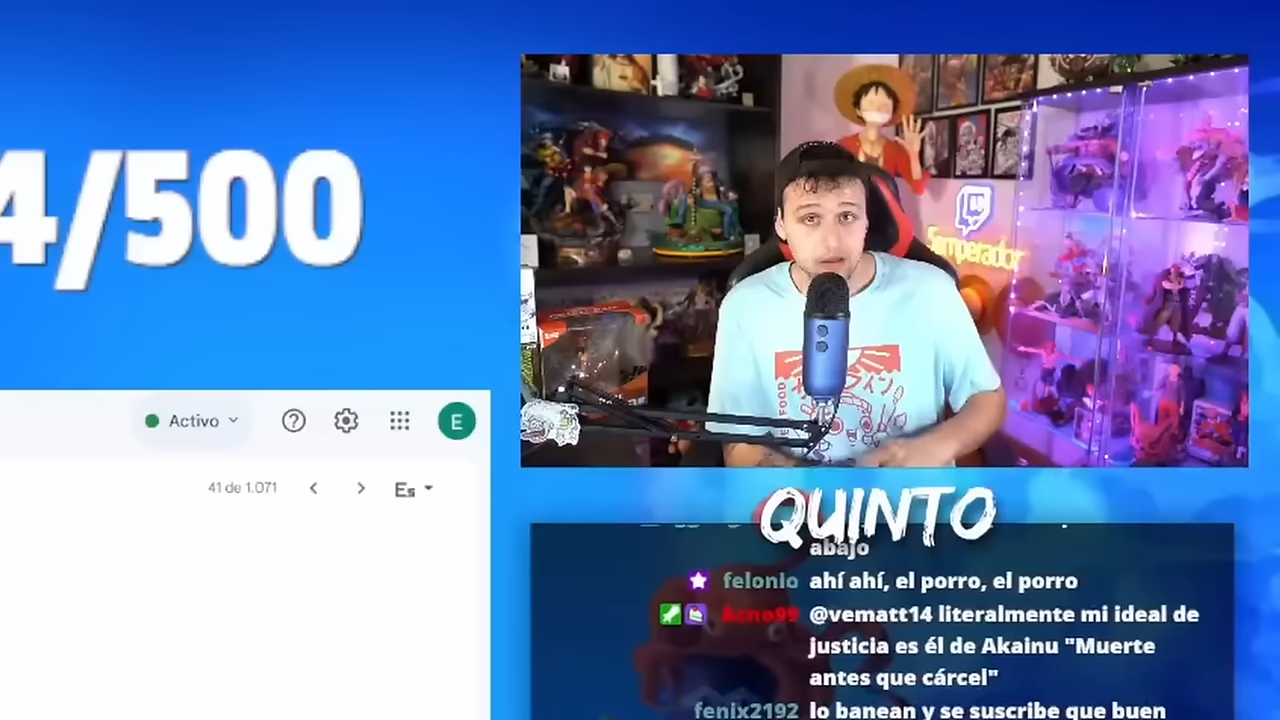 4/500
Activo
E
41 de 1.071
Es
Emperador
QUINTO
abajo
felonio ahí ahí, el porro, el porro
Acno99 @vematt14 literalmente mi ideal de
justicia es él de Akainu "Muerte
antes que cárcel"
fenix2192 lo banean y se suscribe que buen